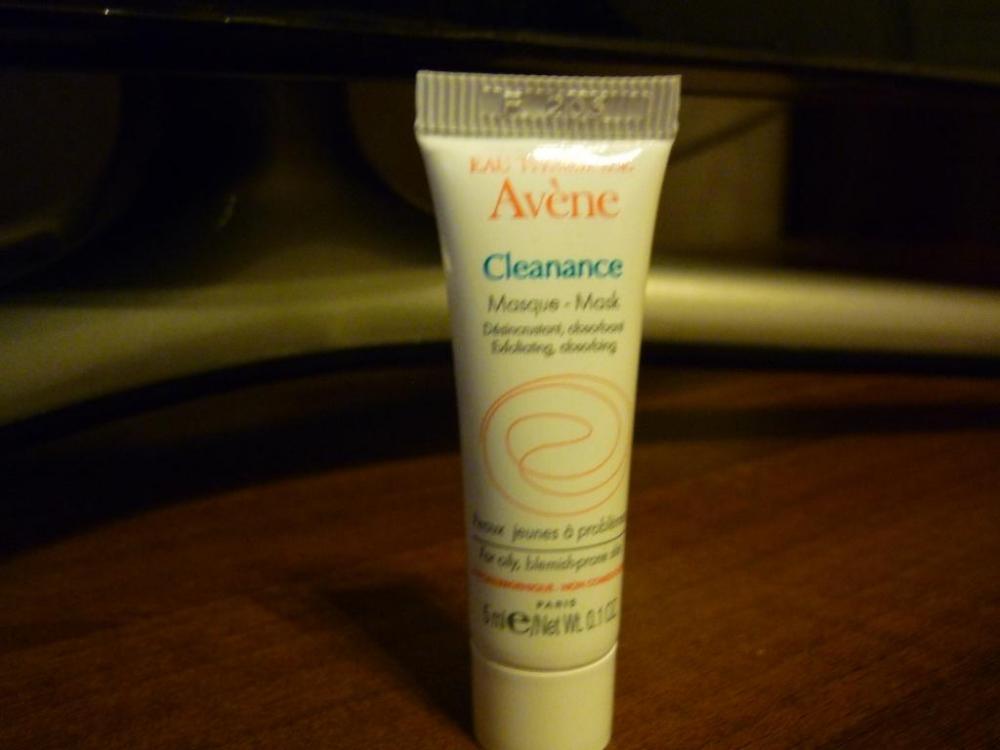 EAU THERMALE
Avène
Cleanance
Masque - Mask
Désincrustant, absorbant
Exfoliating, absorbing
jeunes à
For oily, blemish-prone
PARIS
5 ml e/Net Wt. 0.1 OZ